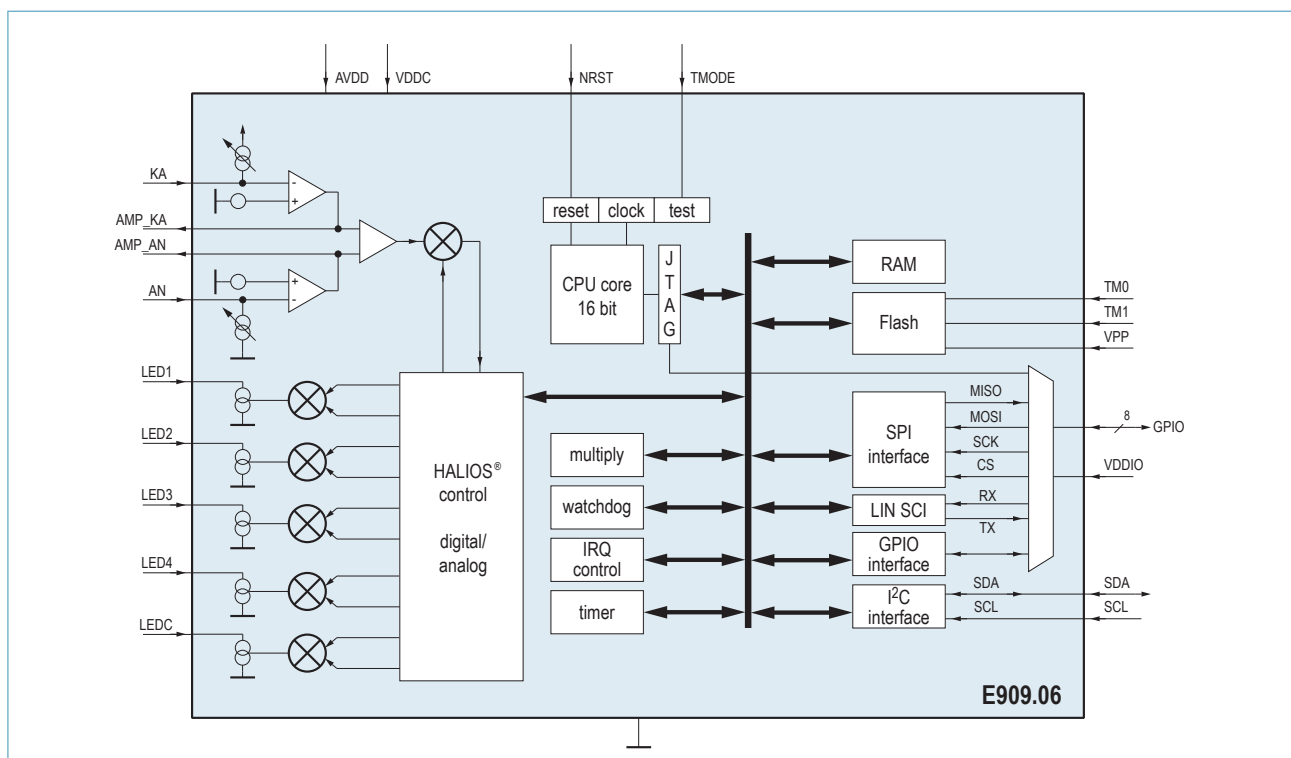 AVDD
VDDC
NRST
TMODE
KA
-
+
AMP_KA
AMP_AN
+
-
AN
reset
clock
test
CPU core
16 bit
JTAG
RAM
Flash
TM0
TM1
VPP
LED1
LED2
LED3
LED4
LEDC
HALIOS®
control
digital/
analog
multiply
watchdog
IRQ
control
timer
SPI
interface
MISO
MOSI
SCK
CS
LIN SCI
RX
TX
GPIO
interface
I²C
interface
SDA
SCL
8
GPIO
VDDIO
SDA
SCL
E909.06